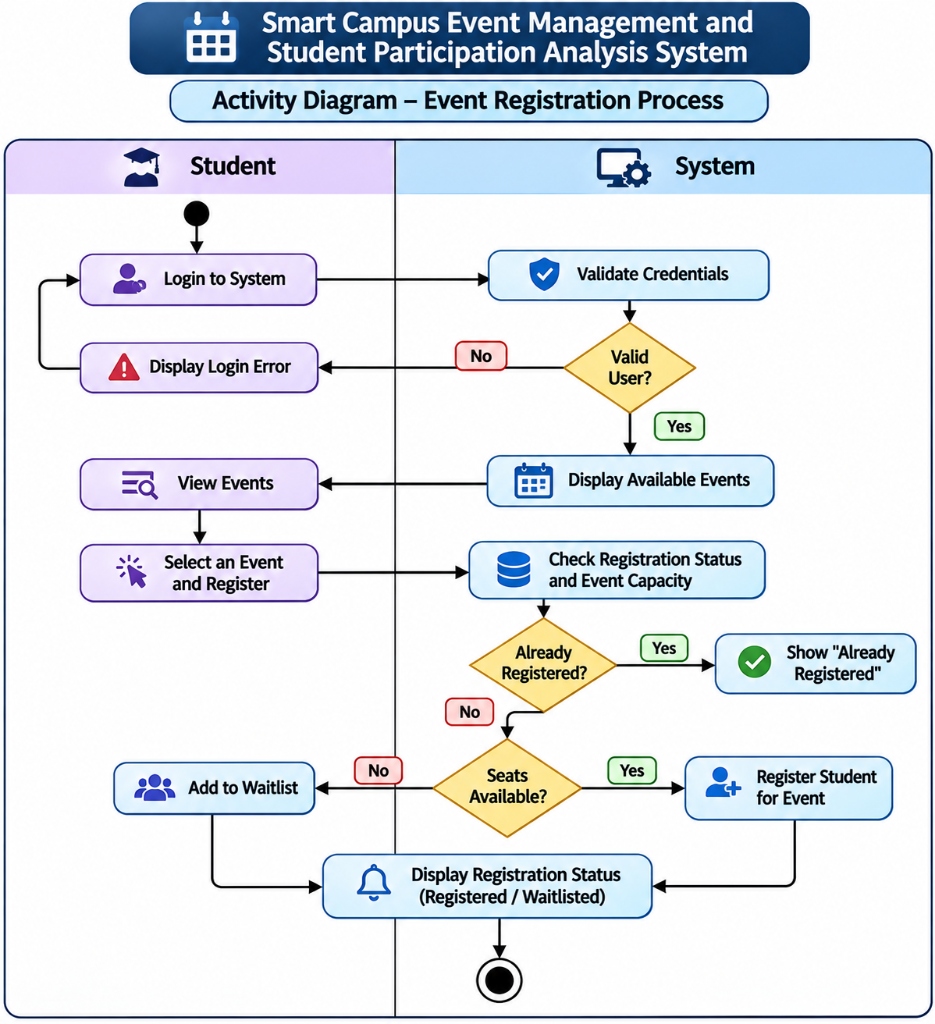 Smart Campus Event Management and
Student Participation Analysis System
Activity Diagram – Event Registration Process
Student
System
Login to System
Validate Credentials
Valid
User?
No
Display Login Error
Yes
View Events
Display Available Events
Select an Event
and Register
Check Registration Status
and Event Capacity
Already
Registered?
Yes
Show "Already
Registered"
No
Seats
Available?
No
Add to Waitlist
Yes
Register Student
for Event
Display Registration Status
(Registered / Waitlisted)